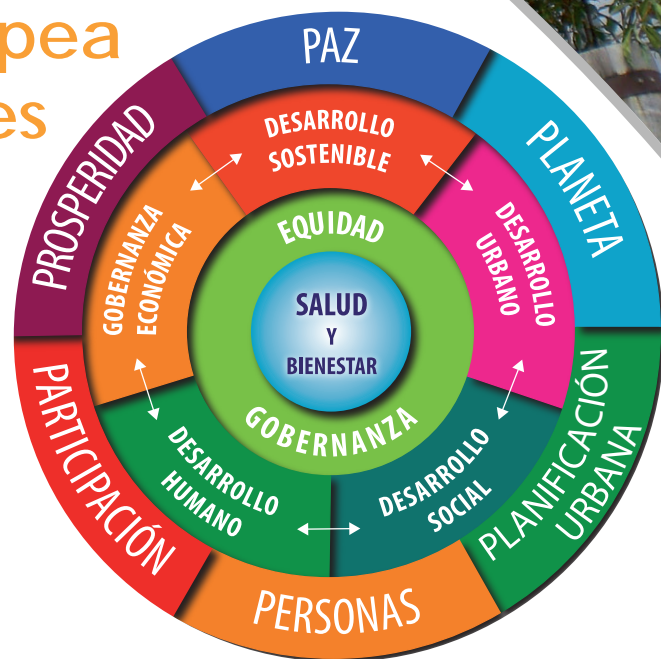 pea
es
PAZ
PLANETA
PLANIFICACIÓN
URBANA
PERSONAS
PARTICIPACIÓN
PROSPERIDAD
DESARROLLO
SOSTENIBLE
DESARROLLO
URBANO
DESARROLLO
SOCIAL
DESARROLLO
HUMANO
GOBERNANZA
ECONÓMICA
EQUIDAD
GOBERNANZA
SALUD
Y
BIENESTAR